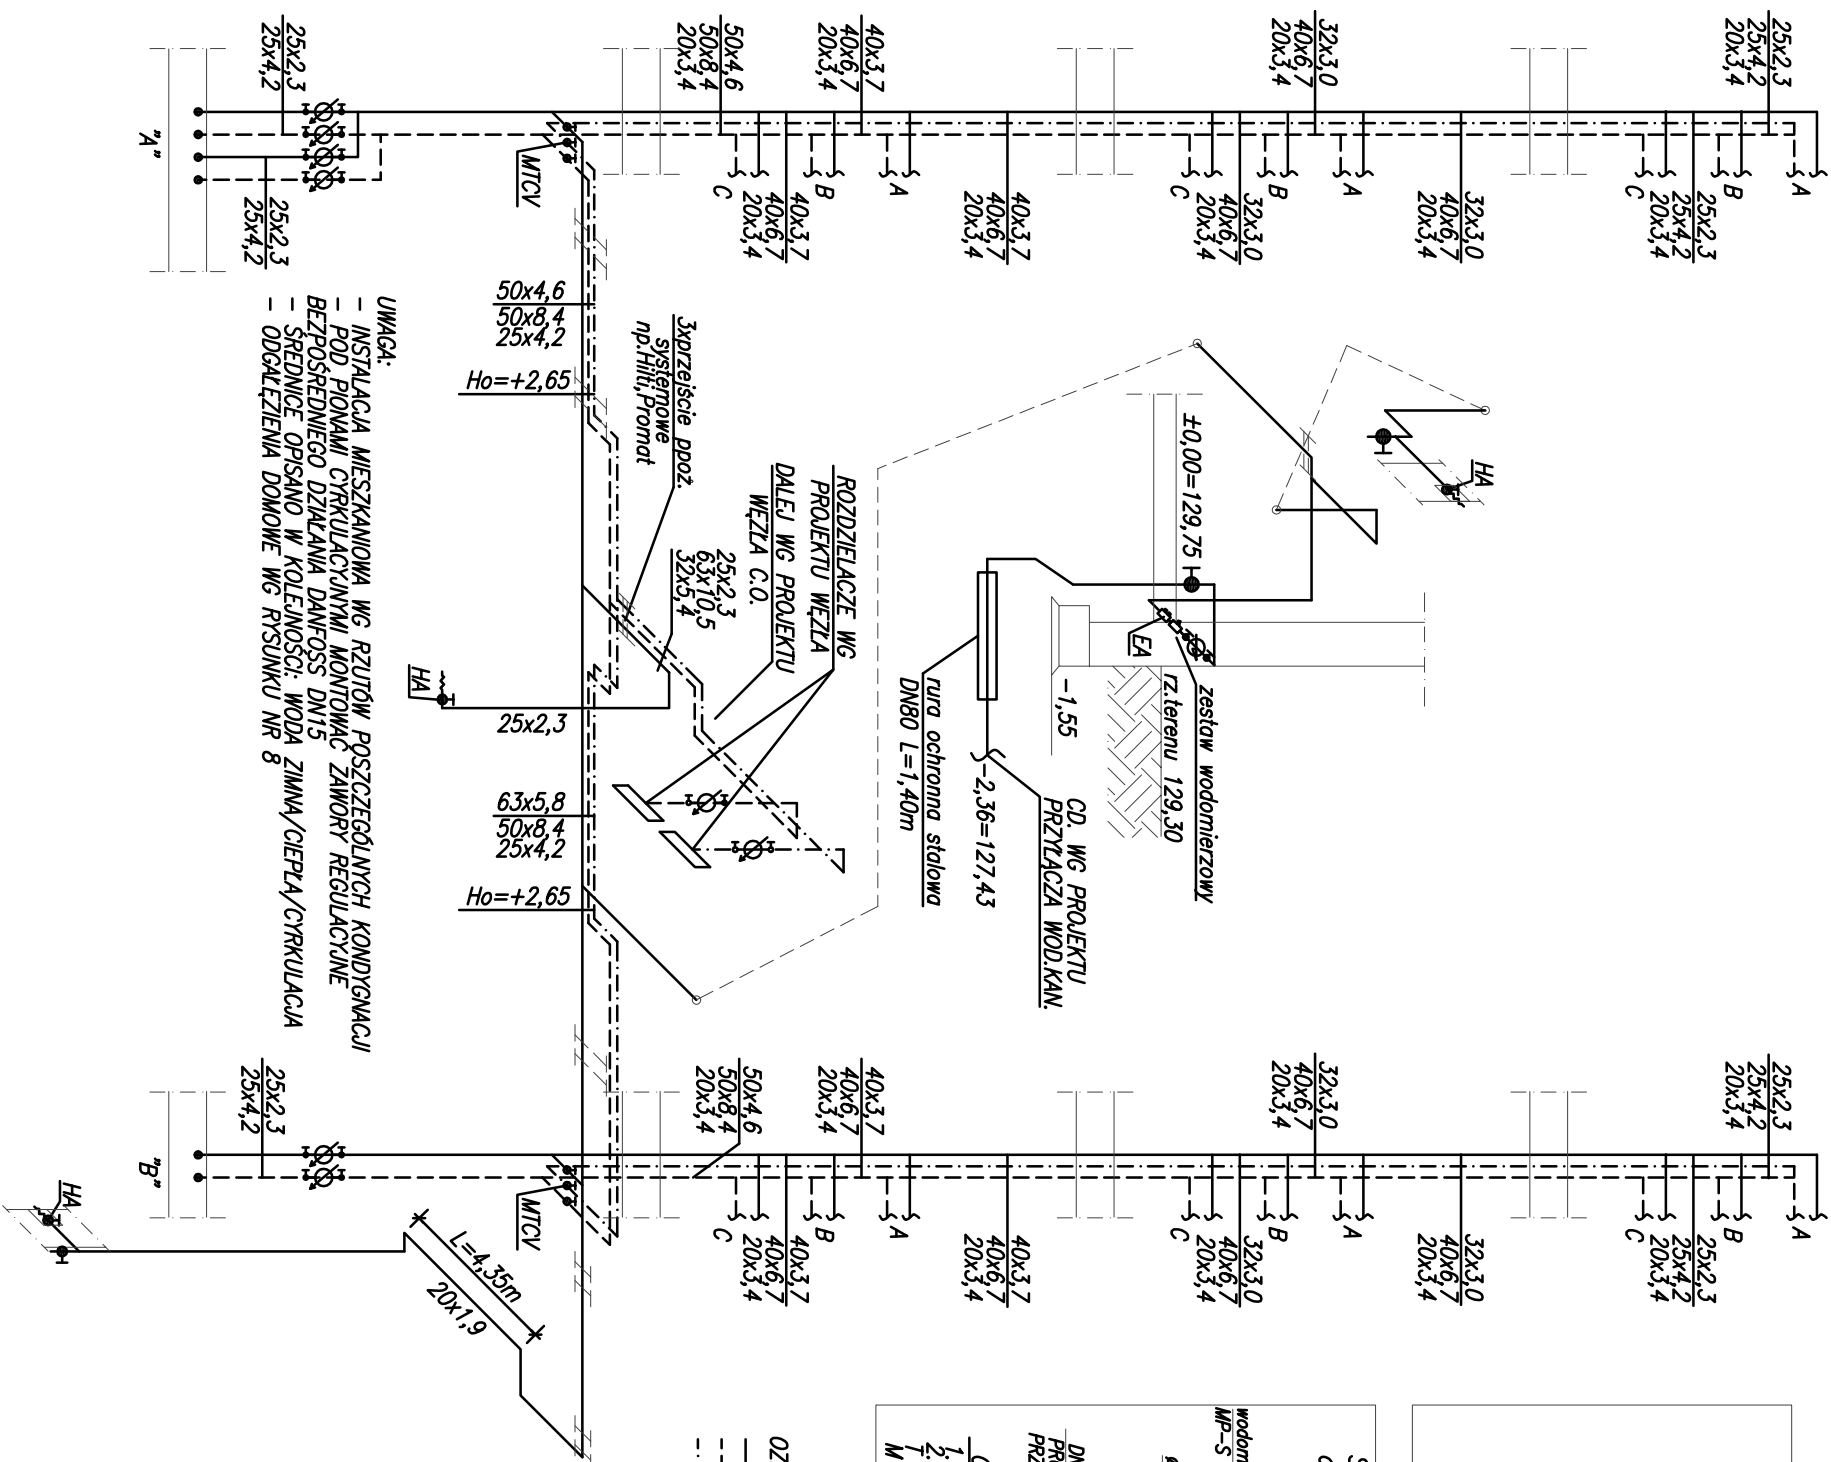 25x2,3
25x4,2
20x3,4
32x3,0
40x6,7
20x3,4
40x3,7
40x6,7
20x3,4
50x4,6
50x8,4
20x3,4
25x2,3
25x4,2
A
B
25x2,3
25x4,2
20x3,4
C
32x3,0
40x6,7
20x3,4
A
B
32x3,0
40x6,7
20x3,4
C
40x3,7
40x6,7
20x3,4
A
B
40x3,7
40x6,7
20x3,4
C
MTCV
25x2,3
25x4,2
"A"
HA
±0,00=129,75
EA
zestaw wodomierzowy
rz.terenu 129,30
-1,55
-2,36=127,43
CD. WG PROJEKTU
PRZYŁĄCZA WOD.KAN.
rura ochronna stalowa
DN80 L=1,40m
ROZDZIELACZE WG
PROJEKTU WĘZŁA
DALEJ WG PROJEKTU
WĘZŁA C.O.
25x2,3
63x10,5
32x5,4
3xprzejście ppoż.
systemowe
np.Hilti,Promat
50x4,6
50x8,4
25x4,2
Ho=+2,65
HA
25x2,3
63x5,8
50x8,4
25x4,2
Ho=+2,65
UWAGA:
- INSTALACJA MIESZKANIOWA WG RZUTÓW POSZCZEGÓLNYCH KONDYGNACJI
- POD PIONAMI CYRKULACYJNYMI MONTOWAĆ ZAWORY REGULACYJNE
BEZPOŚREDNIEGO DZIAŁANIA DANFOSS DN15
- ŚREDNICE OPISANO W KOLEJNOŚCI: WODA ZIMNA/CIEPŁA/CYRKULACJA
- ODGAŁĘZIENIA DOMOWE WG RYSUNKU NR 8
25x2,3
25x4,2
20x3,4
32x3,0
40x6,7
20x3,4
40x3,7
40x6,7
20x3,4
50x4,6
50x8,4
20x3,4
25x2,3
25x4,2
A
B
25x2,3
25x4,2
20x3,4
C
32x3,0
40x6,7
20x3,4
A
B
32x3,0
40x6,7
20x3,4
C
40x3,7
40x6,7
20x3,4
A
B
40x3,7
40x6,7
20x3,4
C
MTCV
"B"
HA
L=4,35m
20x1,9
wodom
MP-S
DN
1.
2.
T
M
OZ